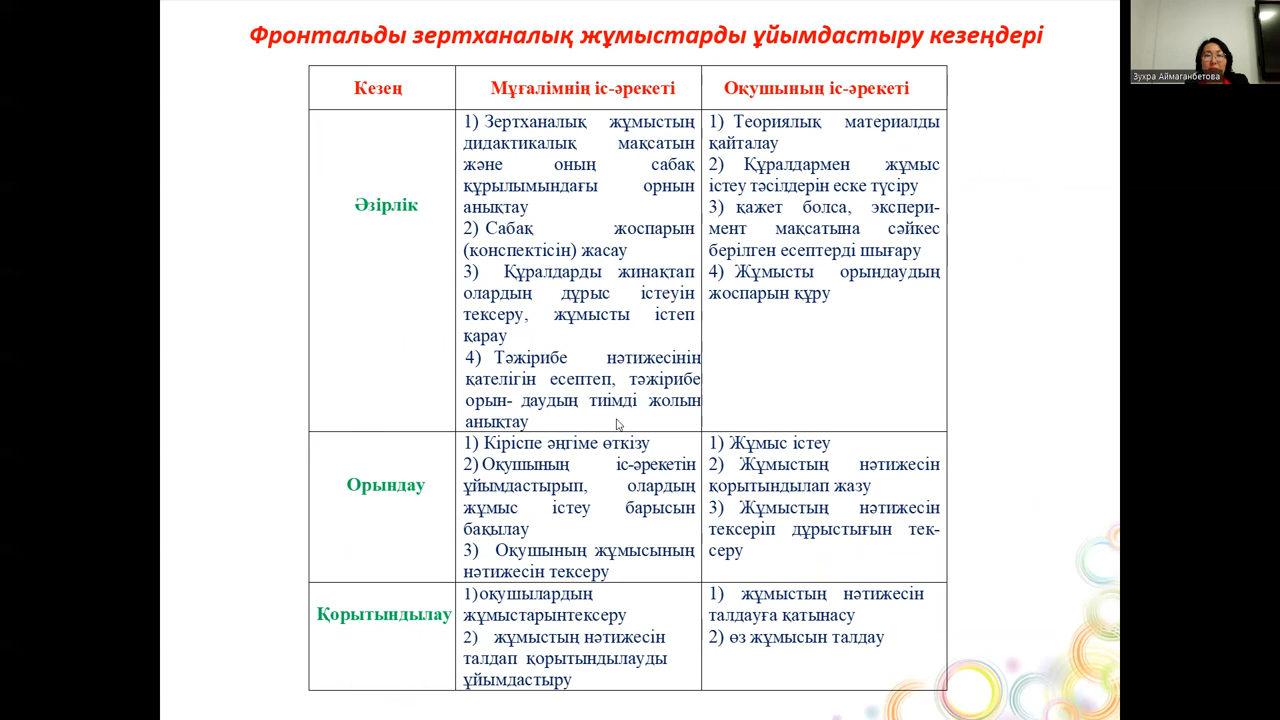 Фронтальды зертханалық жұмыстарды ұйымдастыру кезеңдері
Зухра Аймаганбетова
Кезең
Мұғалімнің іс-әрекеті
Оқушының іс-әрекеті
Әзірлік
1) Зертханалық жұмыстың
дидактикалық мақсатын
және оның сабақ
құрылымындағы орнын
анықтау
2) Сабақ жоспарын
(конспектісін) жасау
3) Құралдарды жинақтап
олардың дұрыс істеуін
тексеру, жұмысты істеп
қарау
4) Тәжірибе нәтижесінің
қателігін есептеп, тәжірибе
орын- даудың тиімді жолын
анықтау
1) Теориялық материалды
қайталау
2) Құралдармен жұмыс
істеу тәсілдерін еске түсіру
3) қажет болса, экспери-
мент мақсатына сәйкес
берілген есептерді шығару
4) Жұмысты орындаудың
жоспарын құру
Орындау
1) Кіріспе әңгіме өткізу
2) Оқушының іс-әрекетін
ұйымдастырып, олардың
жұмыс істеу барысын
бақылау
3) Оқушының жұмысының
нәтижесін тексеру
1) Жұмыс істеу
2) Жұмыстың нәтижесін
қорытындылап жазу
3) Жұмыстың нәтижесін
тексеріп дұрыстығын тек-
серу
Қорытындылау
1)оқушылардың
жұмыстарынтексеру
2) жұмыстың нәтижесін
талдап қорытындылауды
ұйымдастыру
1) жұмыстың нәтижесін
талдауға қатынасу
2) өз жұмысын талдау